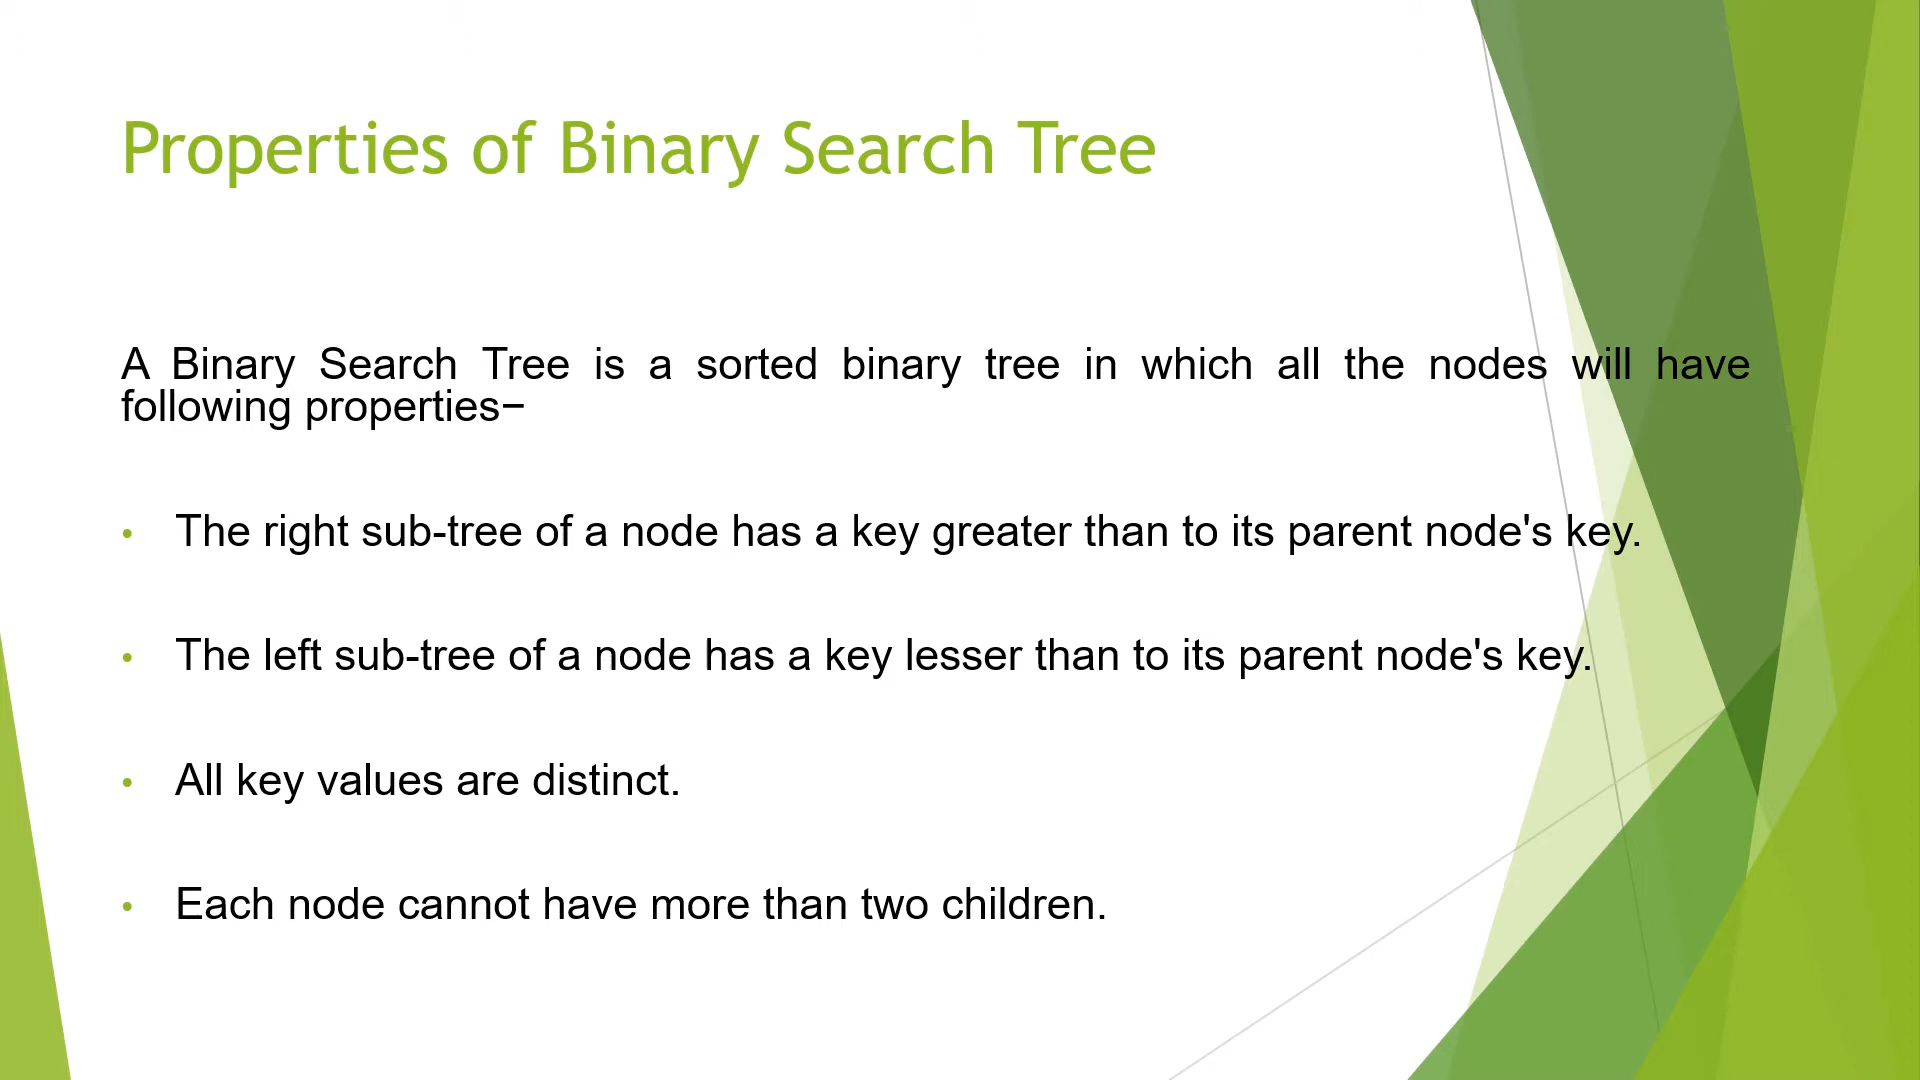 Properties of Binary Search Tree
A Binary Search Tree is a sorted binary tree in which all the nodes will have
following properties−
• The right sub-tree of a node has a key greater than to its parent node's key.
• The left sub-tree of a node has a key lesser than to its parent node's key.
• All key values are distinct.
• Each node cannot have more than two children.